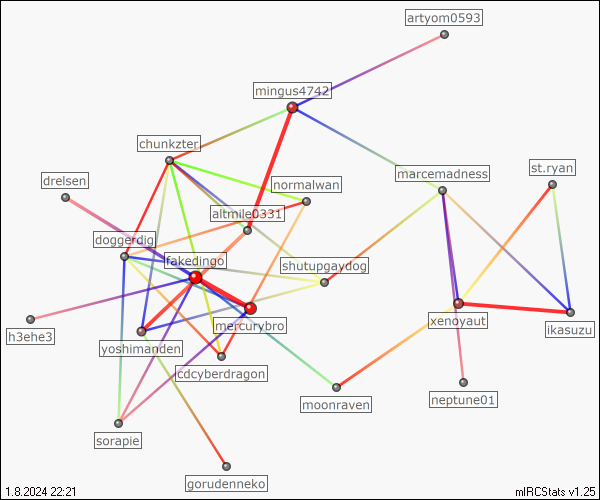 artyom0593
mingus4742
chunkzter
marcemadness
st.ryan
drelsen
normalwan
altmile0331
doggerdig
fakedingo
shutupgaydog
mercurybro
xenoyaut
ikasuzu
h3ehe3
yoshimanden
cdcyberdragon
neptune01
moonraven
sorapie
gorudenneko
1.8.2024 22:21
mIRCStats v1.25